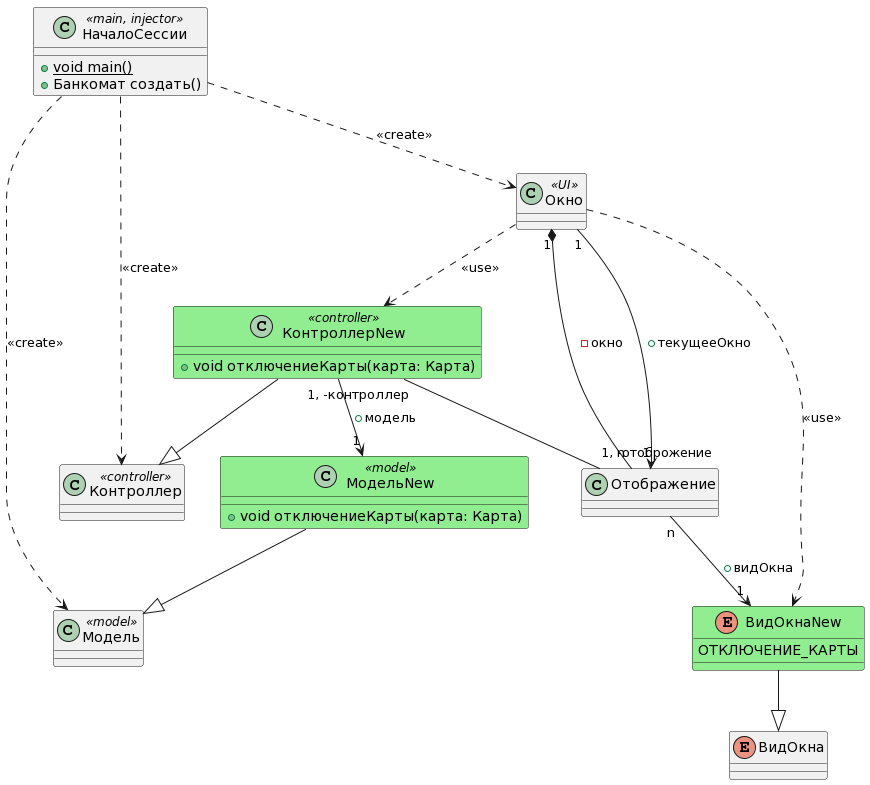 C
«main, injector»
НачалоСессии
void main()
Банкомат создать()
«create»
C
«UI»
Окно
1
1
«create»
«use»
C
«controller»
КонтроллерNew
void отключениеКарты(карта: Карта)
«create»
окно
текущееОкно
1, -контроллер
модель
«use»
1
1, готоброжение
C
«controller»
Контроллер
C
«model»
МодельNew
void отключениеКарты(карта: Карта)
C
Отображение
n
видОкна
1
C
«model»
Модель
E
ВидОкнаNew
ОТКЛЮЧЕНИЕ_КАРТЫ
E
ВидОкна